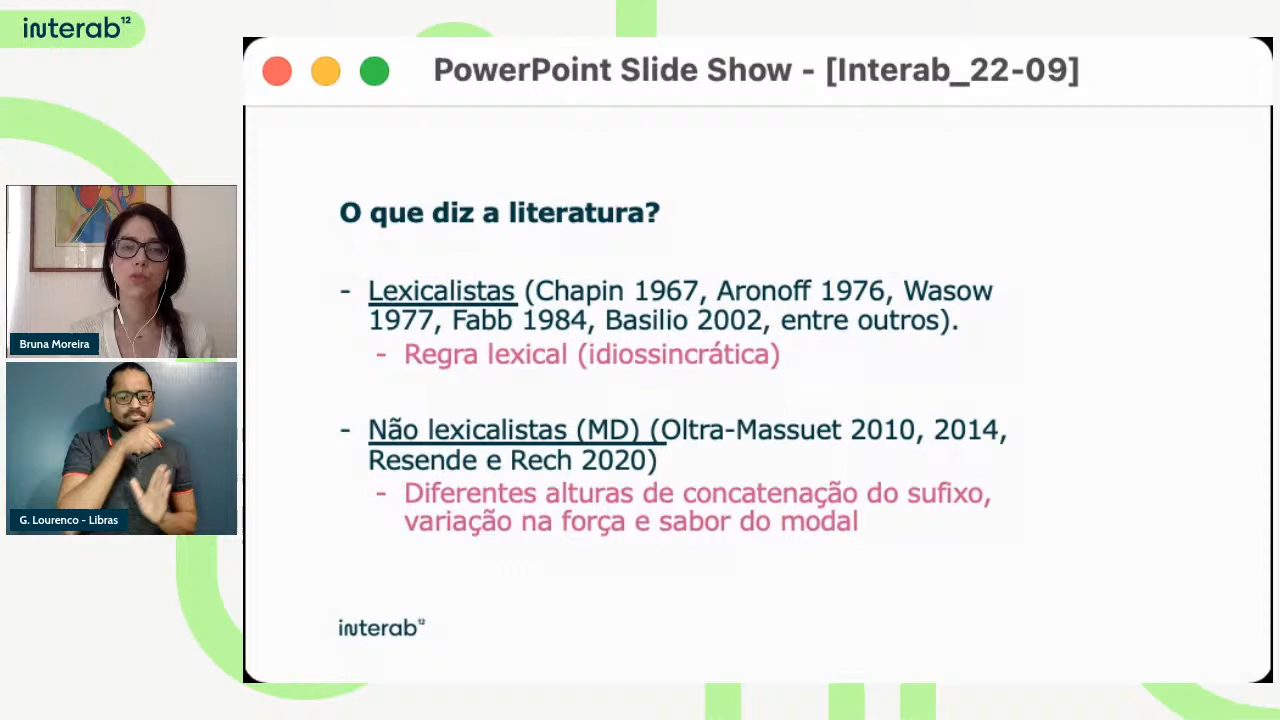 interab¹²
PowerPoint Slide Show - [Interab_22-09]
O que diz a literatura?
- Lexicalistas (Chapin 1967, Aronoff 1976, Wasow
1977, Fabb 1984, Basilio 2002, entre outros).
- Regra lexical (idiossincrática)
- Não lexicalistas (MD) (Oltra-Massuet 2010, 2014,
Resende e Rech 2020)
- Diferentes alturas de concatenação do sufixo,
variação na força e sabor do modal
interab¹²
Bruna Moreira
G. Lourenco - Libras